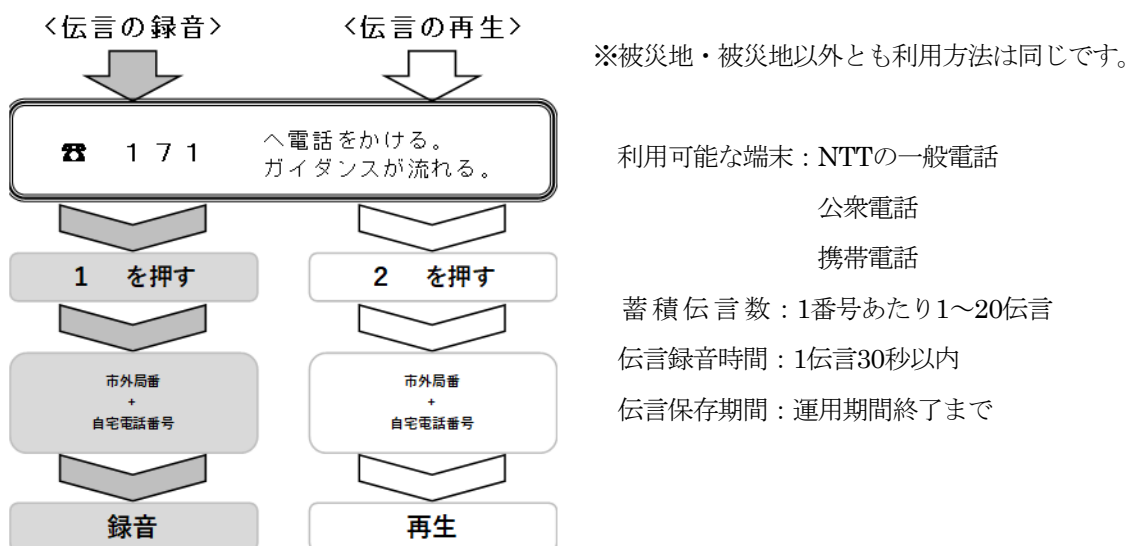 <伝言の録音>
<伝言の再生>
☎ 171
へ電話をかける。
ガイダンスが流れる。
1 を押す
2 を押す
市外局番
+
自宅電話番号
市外局番
+
自宅電話番号
録音
再生
※被災地・被災地以外とも利用方法は同じです。
利用可能な端末：NTTの一般電話
公衆電話
携帯電話
蓄積伝言数：1番号あたり1～20伝言
伝言録音時間：1伝言30秒以内
伝言保存期間：運用期間終了まで